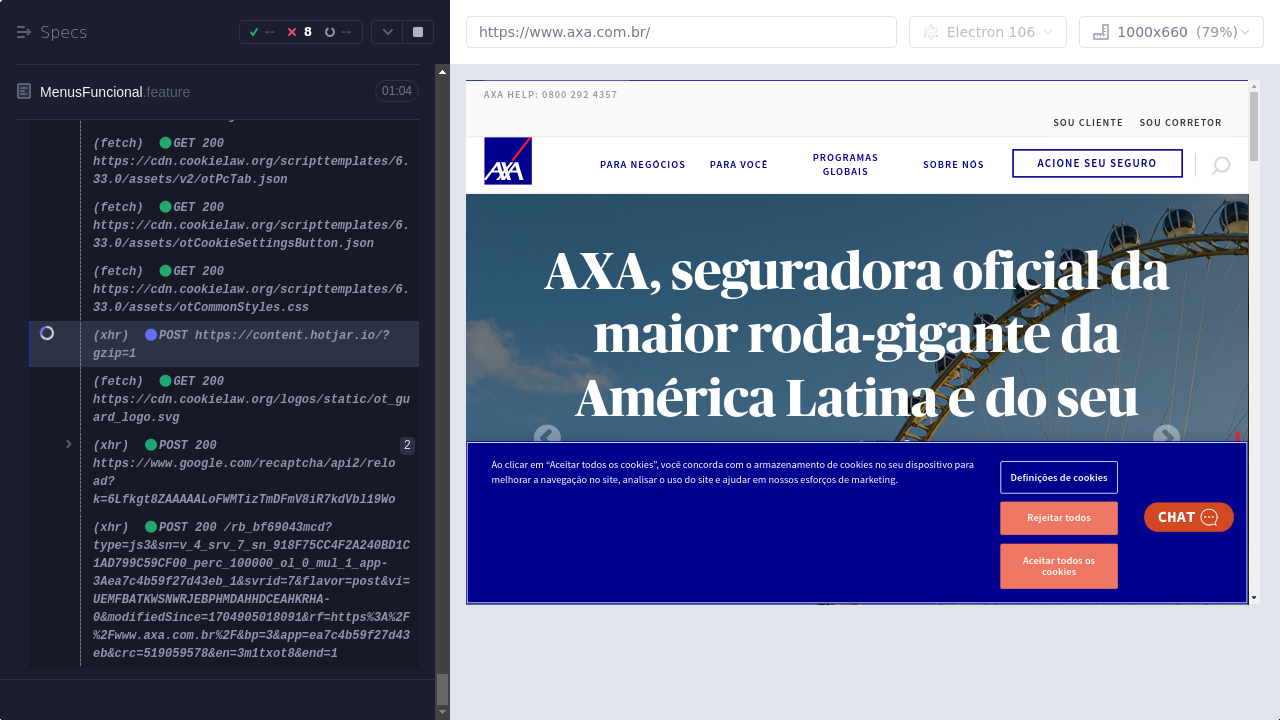 Specs
-- 8 --
MenusFuncional.feature
01:04
(fetch) GET 200
https://cdn.cookielaw.org/scripttemplates/6.
33.0/assets/v2/otPcTab.json
(fetch) GET 200
https://cdn.cookielaw.org/scripttemplates/6.
33.0/assets/otCookieSettingsButton.json
(fetch) GET 200
https://cdn.cookielaw.org/scripttemplates/6.
33.0/assets/otCommonStyles.css
(xhr) POST https://content.hotjar.io/?
gzip=1
(fetch) GET 200
https://cdn.cookielaw.org/logos/static/ot_gu
ard_logo.svg
(xhr) POST 200
2
https://www.google.com/recaptcha/api2/relo
ad?
k=6Lfkgt8ZAAAAALoFWMTizTmDFmV8iR7kdVbl19Wo
(xhr) POST 200 /rb_bf69043mcd?
type=js3&sn=v_4_srv_7_sn_918F75CC4F2A240BD1C
1AD799C59CF00_perc_100000_ol_0_mul_1_app-
3Aea7c4b59f27d43eb_1&svrid=7&flavor=post&vi=
UEMFBATKWSNWRJEBPHMDAHHDCEAHKRHA-
0&modifiedSince=1704905018091&rf=https%3A%2F
%2Fwww.axa.com.br%2F&bp=3&app=ea7c4b59f27d43
eb&crc=519059578&en=3m1txot8&end=1
https://www.axa.com.br/
Electron 106
1000x660 (79%)
AXA HELP: 0800 292 4357
SOU CLIENTE SOU CORRETOR
AXA
PARA NEGÓCIOS
PARA VOCÊ
PROGRAMAS
GLOBAIS
SOBRE NÓS
ACIONE SEU SEGURO
AXA, seguradora oficial da
maior roda-gigante da
América Latina e do seu
Ao clicar em “Aceitar todos os cookies”, você concorda com o armazenamento de cookies no seu dispositivo para
melhorar a navegação no site, analisar o uso do site e ajudar em nossos esforços de marketing.
Definições de cookies
Rejeitar todos
Aceitar todos os
cookies
CHAT